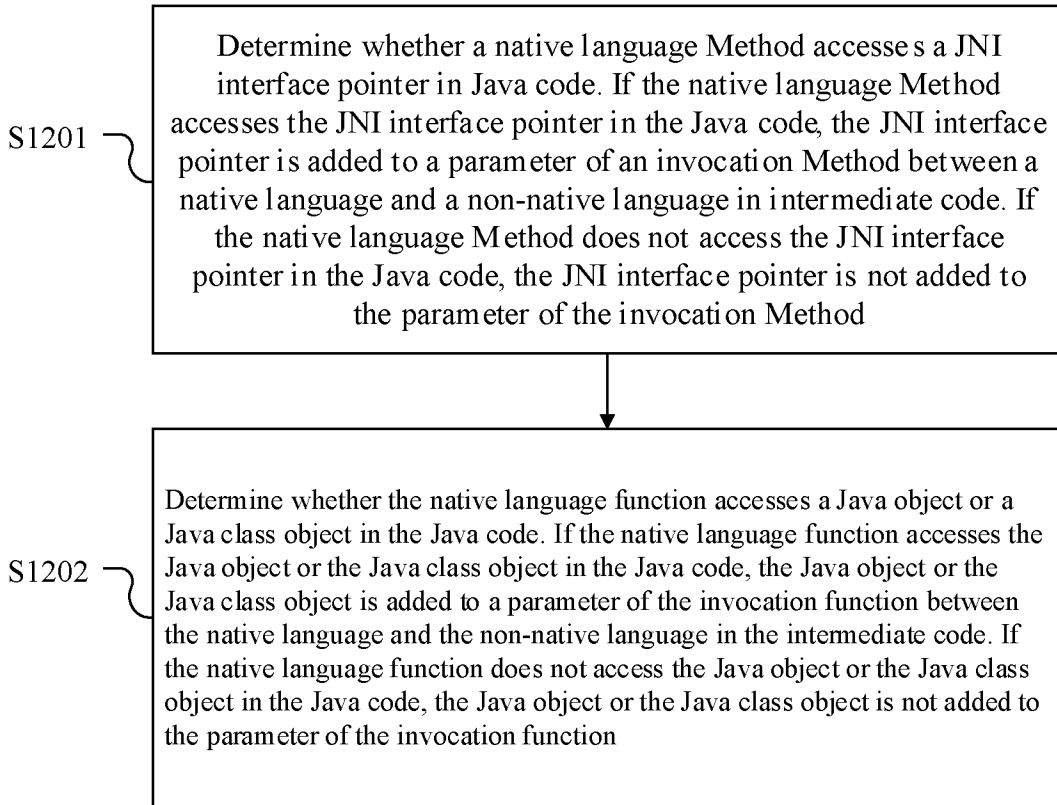 Determine whether a native language Method accesses a JNI
interface pointer in Java code. If the native language Method
accesses the JNI interface pointer in the Java code, the JNI interface
pointer is added to a parameter of an invocation Method between a
native language and a non-native language in intermediate code. If
the native language Method does not access the JNI interface
pointer in the Java code, the JNI interface pointer is not added to
the parameter of the invocation Method
S1201
Determine whether the native language function accesses a Java object or a
Java class object in the Java code. If the native language function accesses the
Java object or the Java class object in the Java code, the Java object or the
Java class object is added to a parameter of the invocation function between
the native language and the non-native language in the intermediate code. If
the native language function does not access the Java object or the Java class
object in the Java code, the Java object or the Java class object is not added to
the parameter of the invocation function
S1202